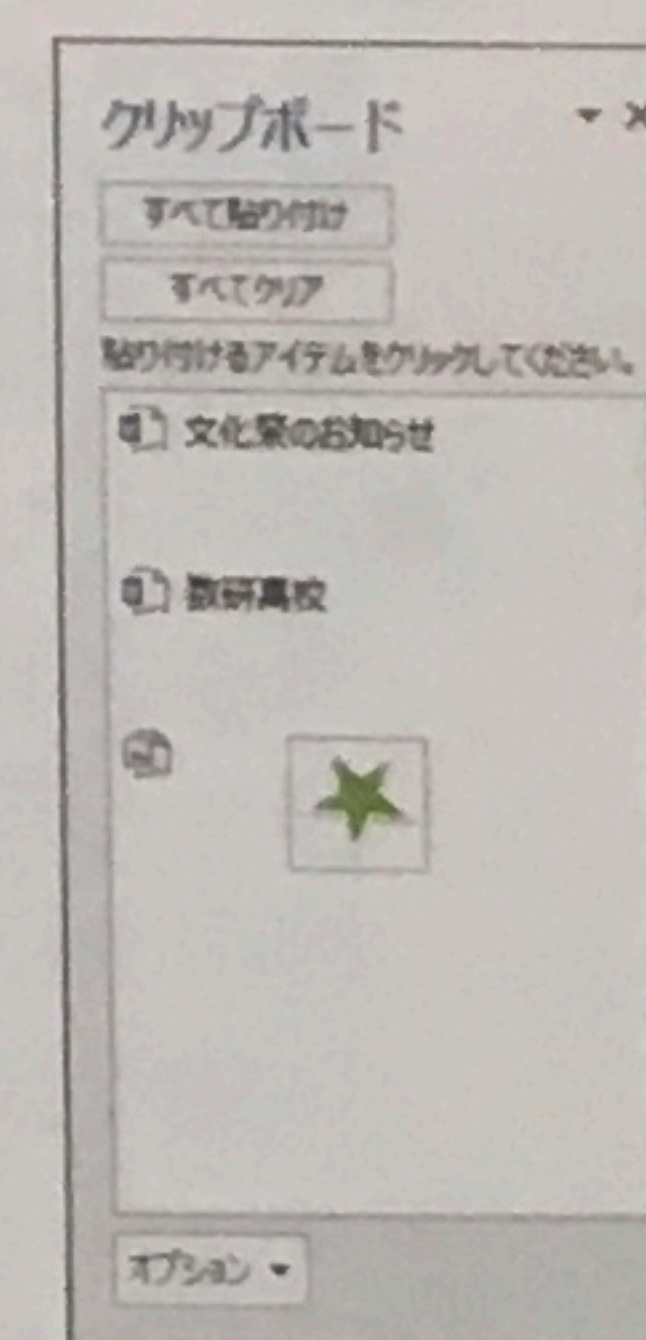 クリップボード
すべて貼り付け
すべてクリア
貼り付けるアイテムをクリックしてください。
文化祭のお知らせ
数研高校
オプション